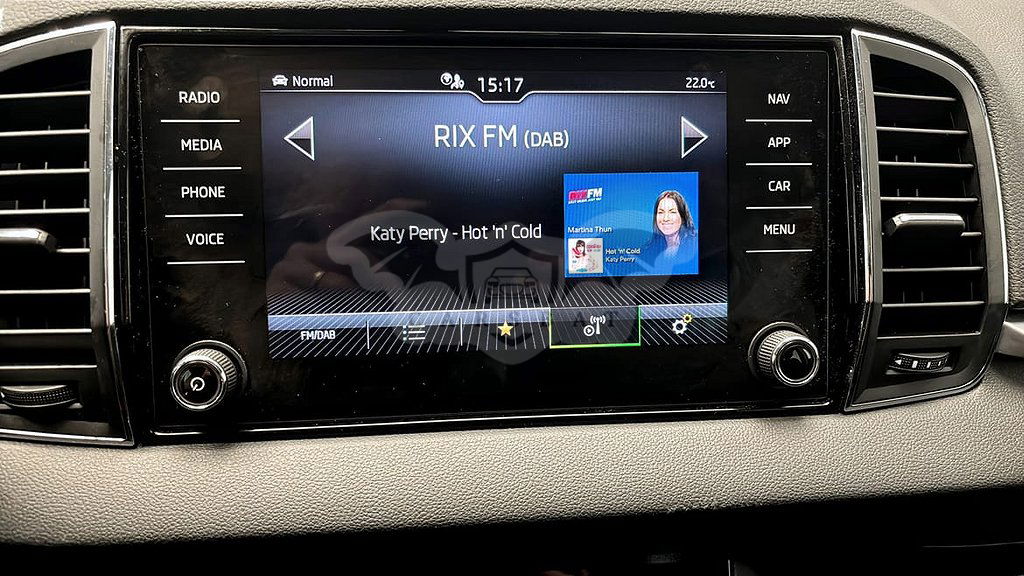 Normal
15:17
22.0°C
RADIO
MEDIA
PHONE
VOICE
RIX FM (DAB)
Katy Perry - Hot 'n' Cold
RIX FM
Martina Thun
Hot 'n' Cold
Katy Perry
FM/DAB
NAV
APP
CAR
MENU